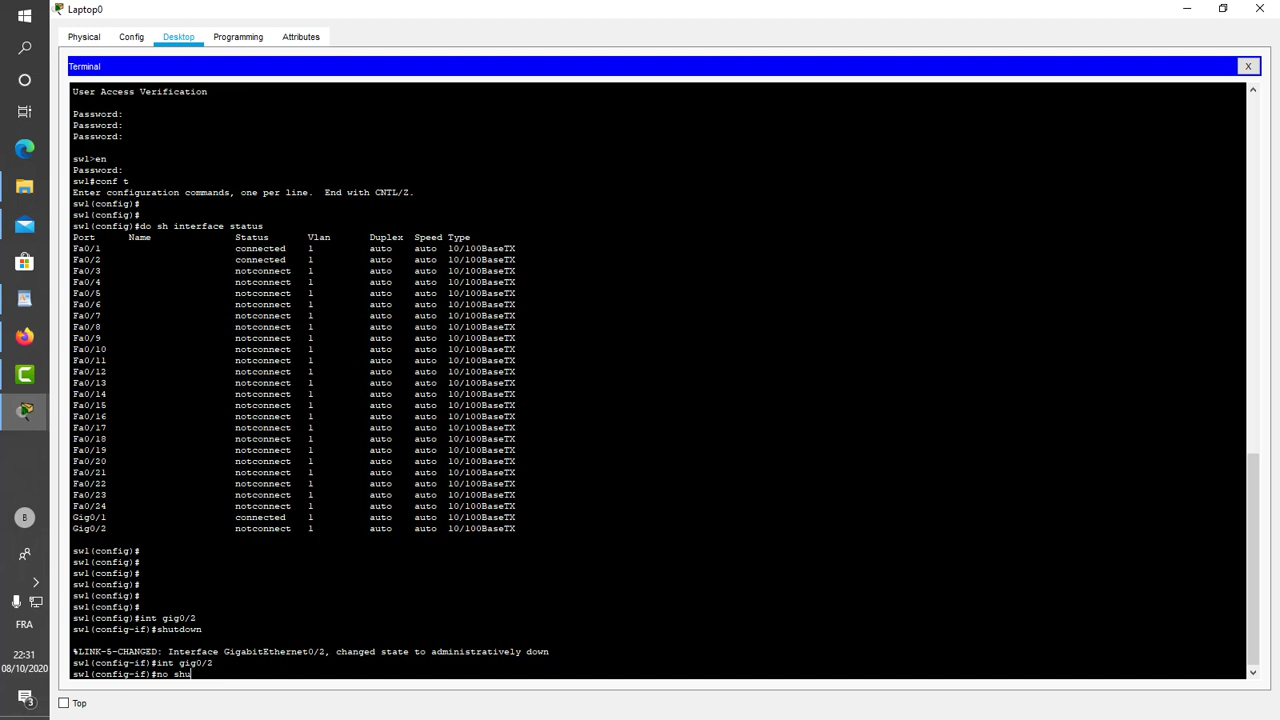 Laptop0
Physical Config Desktop Programming Attributes
Terminal X
User Access Verification
Password:
Password:
Password:
sw1>en
Password:
sw1#conf t
Enter configuration commands, one per line. End with CNTL/Z.
sw1(config)#
sw1(config)#
sw1(config)#do sh interface status
Port Name Status Vlan Duplex Speed Type
Fa0/1 connected 1 auto auto 10/100BaseTX
Fa0/2 connected 1 auto auto 10/100BaseTX
Fa0/3 notconnect 1 auto auto 10/100BaseTX
Fa0/4 notconnect 1 auto auto 10/100BaseTX
Fa0/5 notconnect 1 auto auto 10/100BaseTX
Fa0/6 notconnect 1 auto auto 10/100BaseTX
Fa0/7 notconnect 1 auto auto 10/100BaseTX
Fa0/8 notconnect 1 auto auto 10/100BaseTX
Fa0/9 notconnect 1 auto auto 10/100BaseTX
Fa0/10 notconnect 1 auto auto 10/100BaseTX
Fa0/11 notconnect 1 auto auto 10/100BaseTX
Fa0/12 notconnect 1 auto auto 10/100BaseTX
Fa0/13 notconnect 1 auto auto 10/100BaseTX
Fa0/14 notconnect 1 auto auto 10/100BaseTX
Fa0/15 notconnect 1 auto auto 10/100BaseTX
Fa0/16 notconnect 1 auto auto 10/100BaseTX
Fa0/17 notconnect 1 auto auto 10/100BaseTX
Fa0/18 notconnect 1 auto auto 10/100BaseTX
Fa0/19 notconnect 1 auto auto 10/100BaseTX
Fa0/20 notconnect 1 auto auto 10/100BaseTX
Fa0/21 notconnect 1 auto auto 10/100BaseTX
Fa0/22 notconnect 1 auto auto 10/100BaseTX
Fa0/23 notconnect 1 auto auto 10/100BaseTX
Fa0/24 notconnect 1 auto auto 10/100BaseTX
Gig0/1 connected 1 auto auto 10/100BaseTX
Gig0/2 notconnect 1 auto auto 10/100BaseTX
sw1(config)#
sw1(config)#
sw1(config)#
sw1(config)#
sw1(config)#
sw1(config)#
sw1(config)#int gig0/2
sw1(config-if)#shutdown
%LINK-5-CHANGED: Interface GigabitEthernet0/2, changed state to administratively down
sw1(config-if)#int gig0/2
sw1(config-if)#no shu
Top
B
FRA
22:31
08/10/2020
3